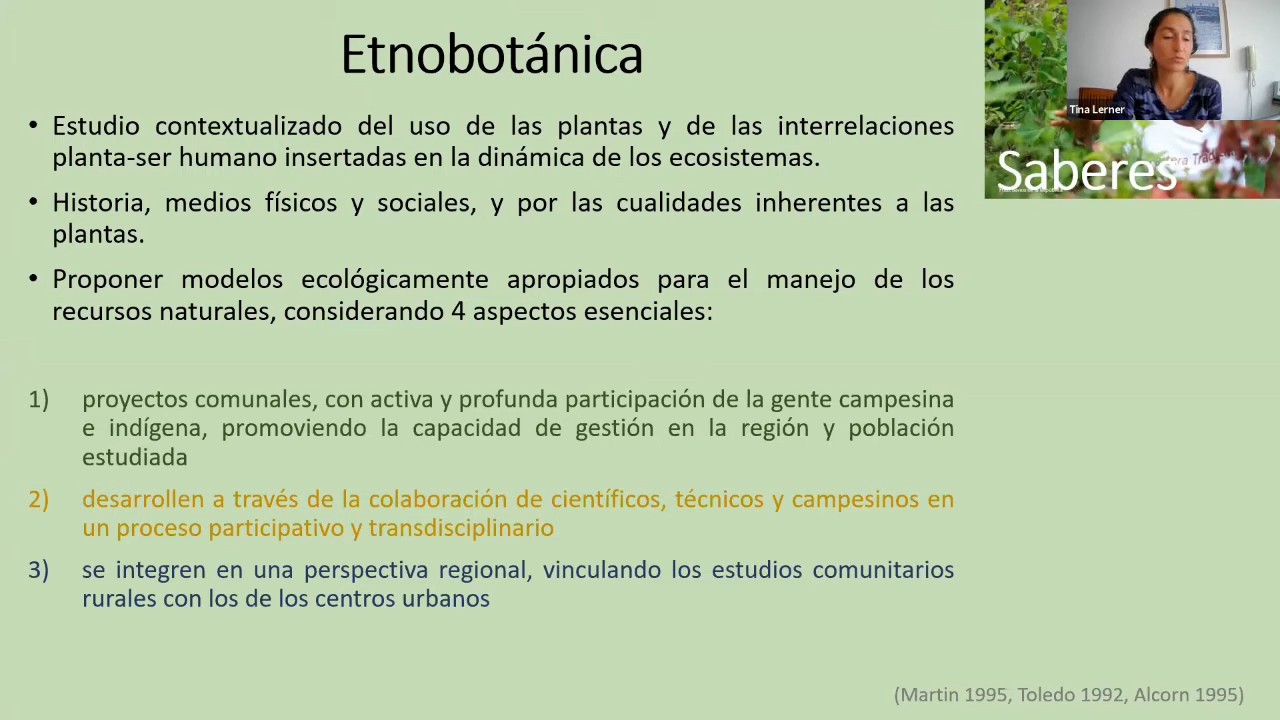 Etnobotánica
• Estudio contextualizado del uso de las plantas y de las interrelaciones
planta-ser humano insertadas en la dinámica de los ecosistemas.
• Historia, medios físicos y sociales, y por las cualidades inherentes a las
plantas.
• Proponer modelos ecológicamente apropiados para el manejo de los
recursos naturales, considerando 4 aspectos esenciales:
1) proyectos comunales, con activa y profunda participación de la gente campesina
e indígena, promoviendo la capacidad de gestión en la región y población
estudiada
2) desarrollen a través de la colaboración de científicos, técnicos y campesinos en
un proceso participativo y transdisciplinario
3) se integren en una perspectiva regional, vinculando los estudios comunitarios
rurales con los de los centros urbanos
(Martin 1995, Toledo 1992, Alcorn 1995)
Tina Lerner
Saberes